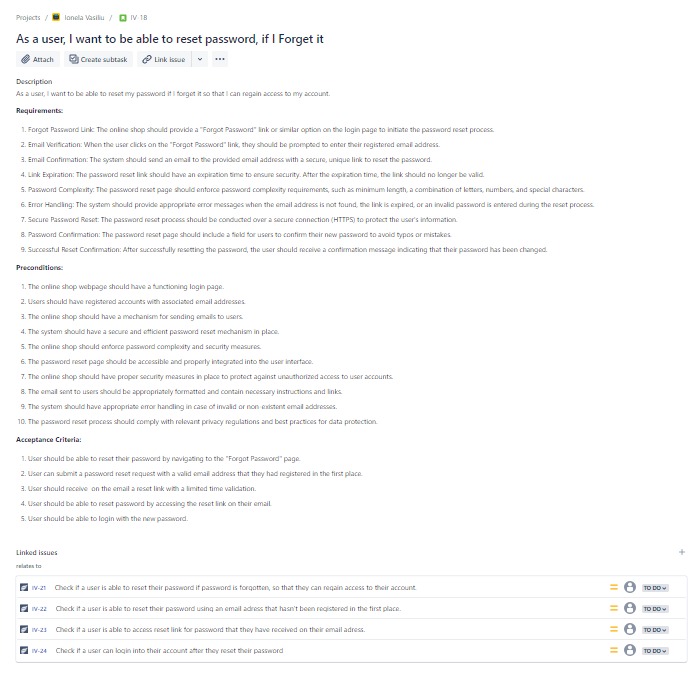 Projects / Ionela Vasiliu / IV-18
As a user, I want to be able to reset password, if I Forget it
Attach Create subtask Link issue
Description
As a user, I want to be able to reset my password if I forget it so that I can regain access to my account.
Requirements:
1. Forgot Password Link: The online shop should provide a "Forgot Password" link or similar option on the login page to initiate the password reset process.
2. Email Verification: When the user clicks on the "Forgot Password" link, they should be prompted to enter their registered email address.
3. Email Confirmation: The system should send an email to the provided email address with a secure, unique link to reset the password.
4. Link Expiration: The password reset link should have an expiration time to ensure security. After the expiration time, the link should no longer be valid.
5. Password Complexity: The password reset page should enforce password complexity requirements, such as minimum length, a combination of letters, numbers, and special characters.
6. Error Handling: The system should provide appropriate error messages when the email address is not found, the link is expired, or an invalid password is entered during the reset process.
7. Secure Password Reset: The password reset process should be conducted over a secure connection (HTTPS) to protect the user's information.
8. Password Confirmation: The password reset page should include a field for users to confirm their new password to avoid typos or mistakes.
9. Successful Reset Confirmation: After successfully resetting the password, the user should receive a confirmation message indicating that their password has been changed.
Preconditions:
1. The online shop webpage should have a functioning login page.
2. Users should have registered accounts with associated email addresses.
3. The online shop should have a mechanism for sending emails to users.
4. The system should have a secure and efficient password reset mechanism in place.
5. The online shop should enforce password complexity and security measures.
6. The password reset page should be accessible and properly integrated into the user interface.
7. The online shop should have proper security measures in place to protect against unauthorized access to user accounts.
8. The email sent to users should be appropriately formatted and contain necessary instructions and links.
9. The system should have appropriate error handling in case of invalid or non-existent email addresses.
10. The password reset process should comply with relevant privacy regulations and best practices for data protection.
Acceptance Criteria:
1. User should be able to reset their password by navigating to the "Forgot Password" page.
2. User can submit a password reset request with a valid email address that they had registered in the first place.
3. User should receive on the email a reset link with a limited time validation.
4. User should be able to reset password by accessing the reset link on their email.
5. User should be able to login with the new password.
Linked issues
relates to
IV-21 Check if a user is able to reset their password if password is forgotten, so that they can regain access to their account. TO DO
IV-22 Check if a user is able to reset their password using an email adress that hasn't been registered in the first place. TO DO
IV-23 Check if a user is able to access reset link for password that they have received on their email adress. TO DO
IV-24 Check if a user can login into their account after they reset their password TO DO